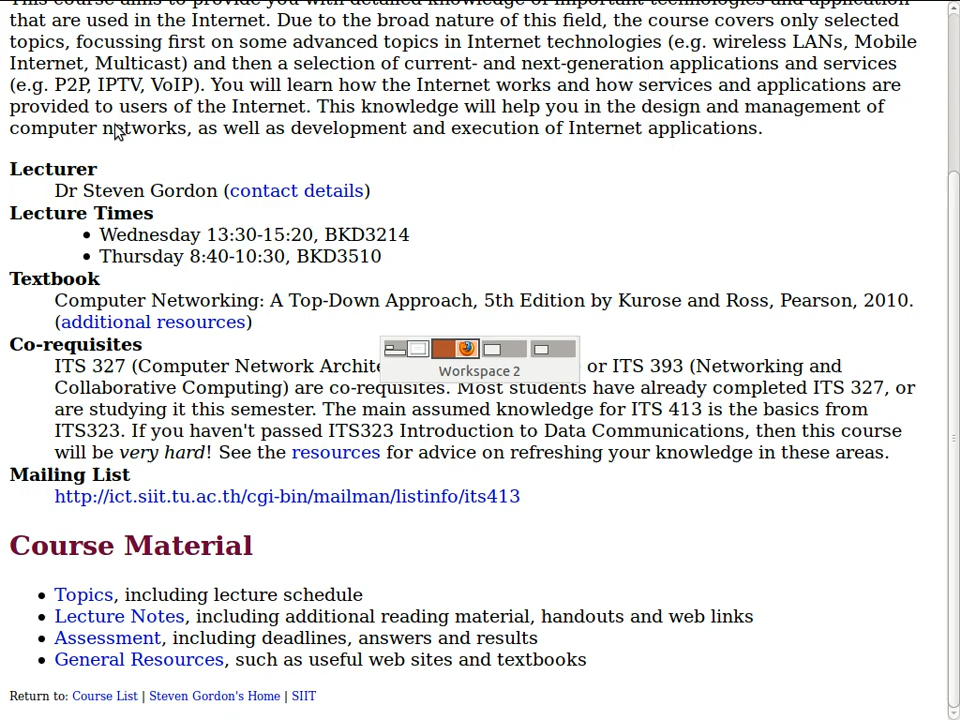 This course aims to provide you with detailed knowledge of important technologies and application
that are used in the Internet. Due to the broad nature of this field, the course covers only selected
topics, focussing first on some advanced topics in Internet technologies (e.g. wireless LANs, Mobile
Internet, Multicast) and then a selection of current- and next-generation applications and services
(e.g. P2P, IPTV, VoIP). You will learn how the Internet works and how services and applications are
provided to users of the Internet. This knowledge will help you in the design and management of
computer networks, as well as development and execution of Internet applications.
Lecturer
Dr Steven Gordon (contact details)
Lecture Times
Wednesday 13:30-15:20, BKD3214
Thursday 8:40-10:30, BKD3510
Textbook
Computer Networking: A Top-Down Approach, 5th Edition by Kurose and Ross, Pearson, 2010.
(additional resources)
Co-requisites
ITS 327 (Computer Network or ITS 393 (Networking and
Workspace 2
Collaborative Computing) are co-requisites. Most students have already completed ITS 327, or
are studying it this semester. The main assumed knowledge for ITS 413 is the basics from
ITS323. If you haven't passed ITS323 Introduction to Data Communications, then this course
will be very hard! See the resources for advice on refreshing your knowledge in these areas.
Mailing List
http://ict.siit.tu.ac.th/cgi-bin/mailman/listinfo/its413
Course Material
Topics, including lecture schedule
Lecture Notes, including additional reading material, handouts and web links
Assessment, including deadlines, answers and results
General Resources, such as useful web sites and textbooks
Return to: Course List | Steven Gordon's Home | SIIT